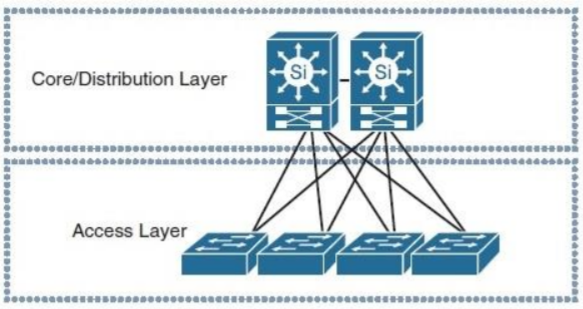 Core/Distribution Layer
Si
Si
Access Layer